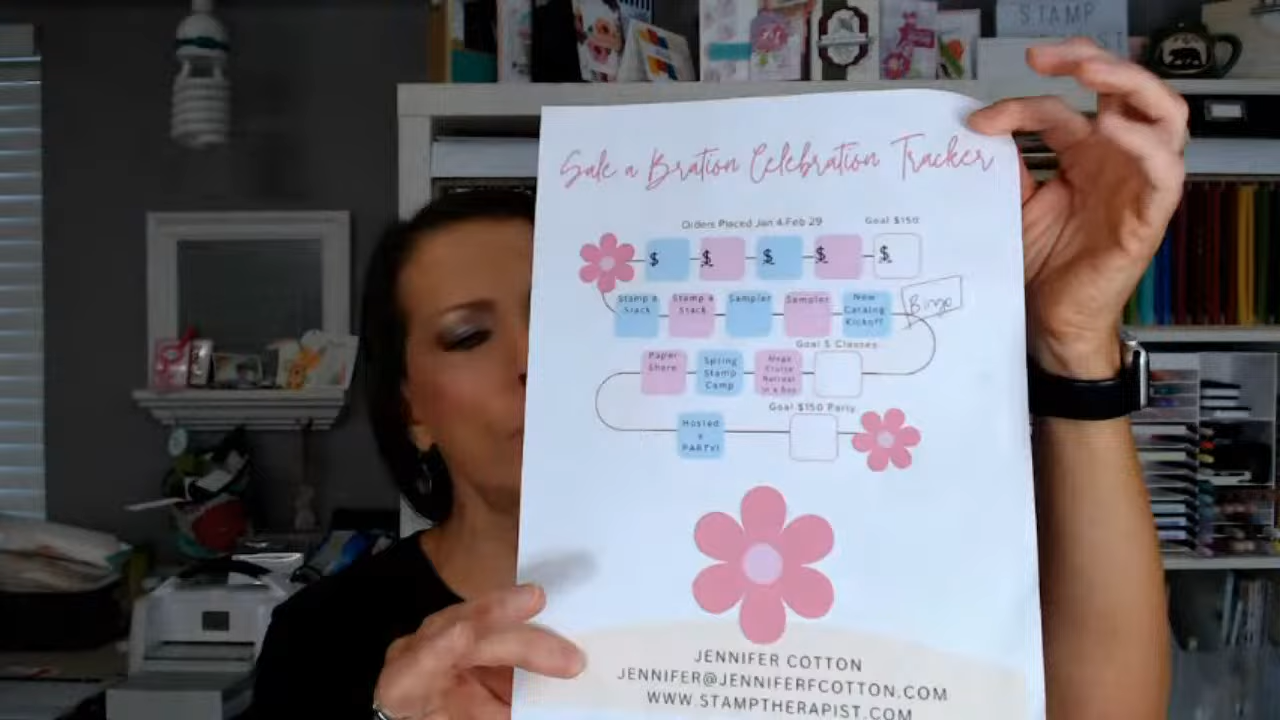 STAMP
Sale a Bration Celebration Tracker
Orders Placed Jan 4-Feb 29 Goal $150
$ $ $ $ $
Stamp a Stack Stamp a Stack Sampler Sampler New Catalog Kickoff Bingo
Goal 5 Classes
Paper Share Spring Stamp Camp Cruise Retreat in a Box
Goal $150 Party
Hosted a PARTY!
JENNIFER COTTON
JENNIFER@JENNIFERFCOTTON.COM
WWW.STAMPTHERAPIST.COM